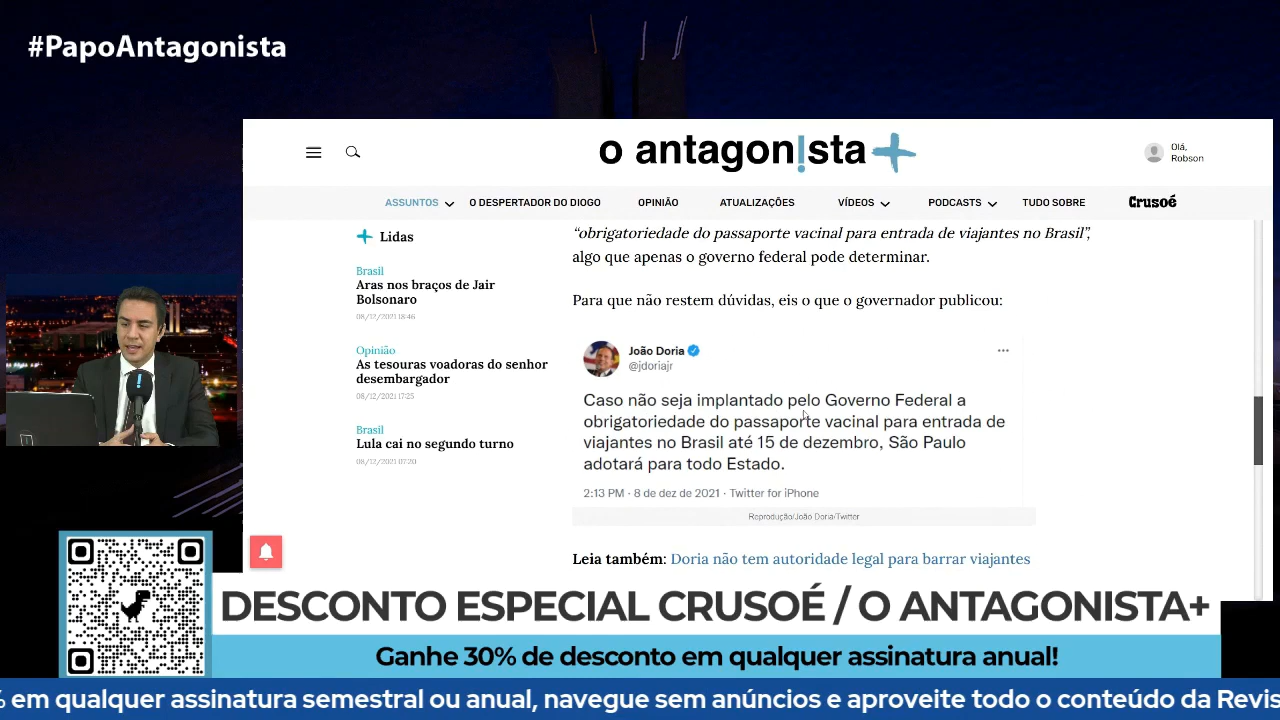 #PapoAntagonista
o antagon!sta+
Olá,
Robson
ASSUNTOS
O DESPERTADOR DO DIOGO
OPINIÃO
ATUALIZAÇÕES
VÍDEOS
PODCASTS
TUDO SOBRE
Crusoé
Lidas
Brasil
Aras nos braços de Jair
Bolsonaro
08/12/2021 18:46
Opinião
As tesouras voadoras do senhor
desembargador
08/12/2021 17:25
Brasil
Lula cai no segundo turno
08/12/2021 07:20
“obrigatoriedade do passaporte vacinal para entrada de viajantes no Brasil”,
algo que apenas o governo federal pode determinar.
Para que não restem dúvidas, eis o que o governador publicou:
João Doria
@jdoriajr
Caso não seja implantado pelo Governo Federal a
obrigatoriedade do passaporte vacinal para entrada de
viajantes no Brasil até 15 de dezembro, São Paulo
adotará para todo Estado.
2:13 PM · 8 de dez de 2021 · Twitter for iPhone
Reprodução/João Doria/Twitter
Leia também: Doria não tem autoridade legal para barrar viajantes
DESCONTO ESPECIAL CRUSOÉ / O ANTAGONISTA+
Ganhe 30% de desconto em qualquer assinatura anual!
% em qualquer assinatura semestral ou anual, navegue sem anúncios e aproveite todo o conteúdo da Revis